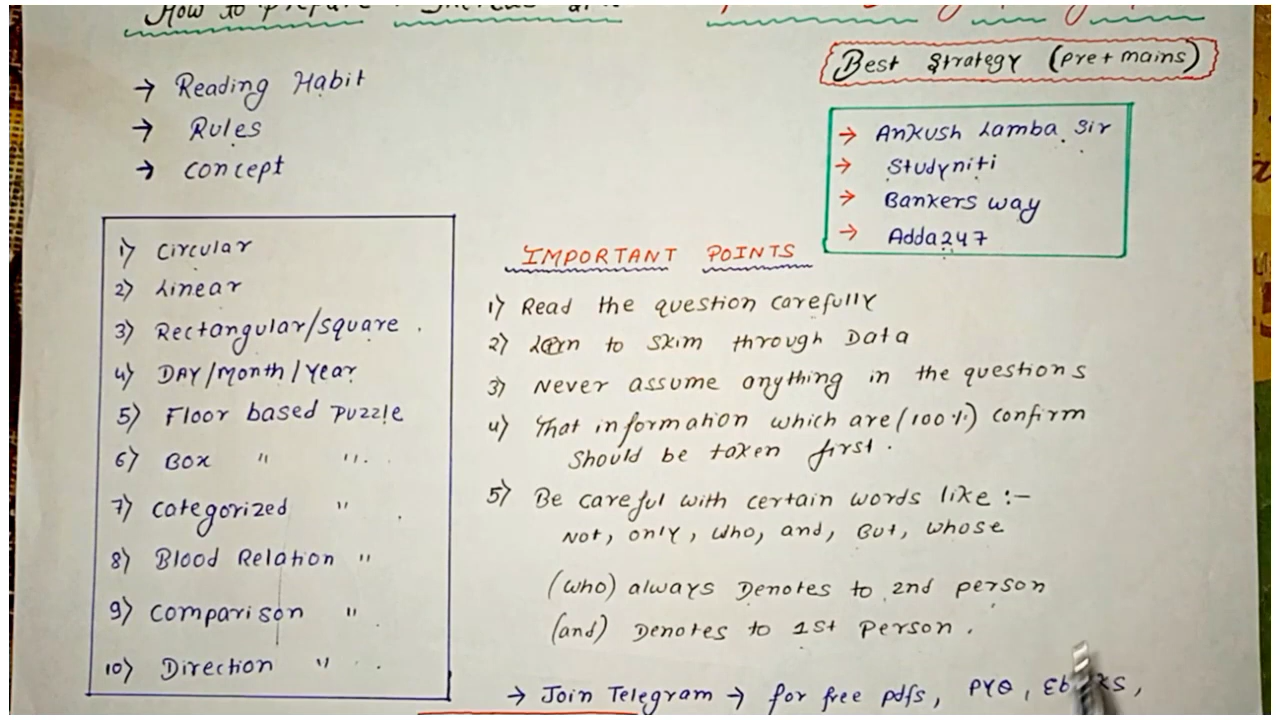 How to prepare
Best Strategy (pre + mains)
→ Reading Habit
→ Rules
→ concept
→ Ankush Lamba Sir
→ Studyniti
→ Bankers way
→ Adda247
1) Circular
2) Linear
3) Rectangular/square.
4) DAY/month/year
5) Floor based puzzle
6) Box " ".
7) Categorized " .
8) Blood Relation "
9) Comparison "
10) Direction " . .
IMPORTANT POINTS
1) Read the question carefully
2) to skim through Data
3) Never assume anything in the questions
4) That information which are (100%) confirm
should be taken first.
5) Be careful with certain words like :-
Not, only, who, and, But, whose
(who) always Denotes to 2nd person
(and) Denotes to 1st Person.
→ Join Telegram → for free pdfs, PYQ,